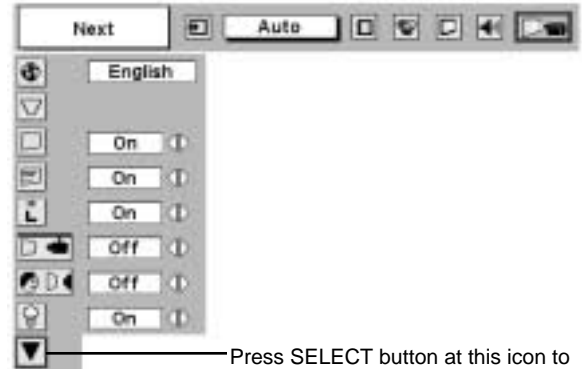 Next Auto
English
On
On
On
Off
Off
On
Press SELECT button at this icon to